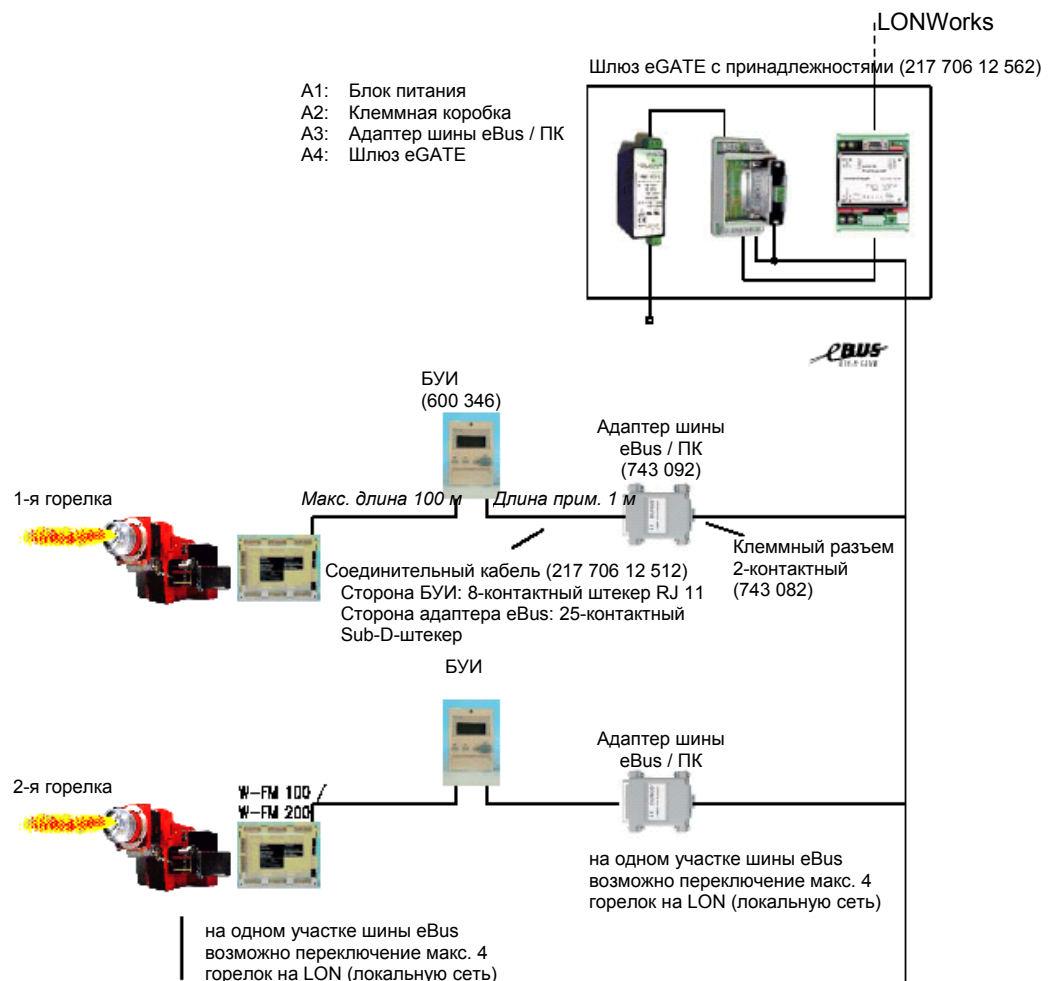 LONWorks
Шлюз eGATE с принадлежностями (217 706 12 562)
A1: Блок питания
A2: Клеммная коробка
A3: Адаптер шины eBus / ПК
A4: Шлюз eGATE
eBUS
БУИ
(600 346)
Адаптер шины
eBus / ПК
(743 092)
1-я горелка
Макс. длина 100 м
Длина прим. 1 м
Клеммный разъем
2-контактный
(743 082)
Соединительный кабель (217 706 12 512)
Сторона БУИ: 8-контактный штекер RJ 11
Сторона адаптера eBus: 25-контактный
Sub-D-штекер
БУИ
Адаптер шины
eBus / ПК
2-я горелка
W-FM 100 /
W-FM 200
на одном участке шины eBus
возможно переключение макс. 4
горелок на LON (локальную сеть)
на одном участке шины eBus
возможно переключение макс. 4
горелок на LON (локальную сеть)